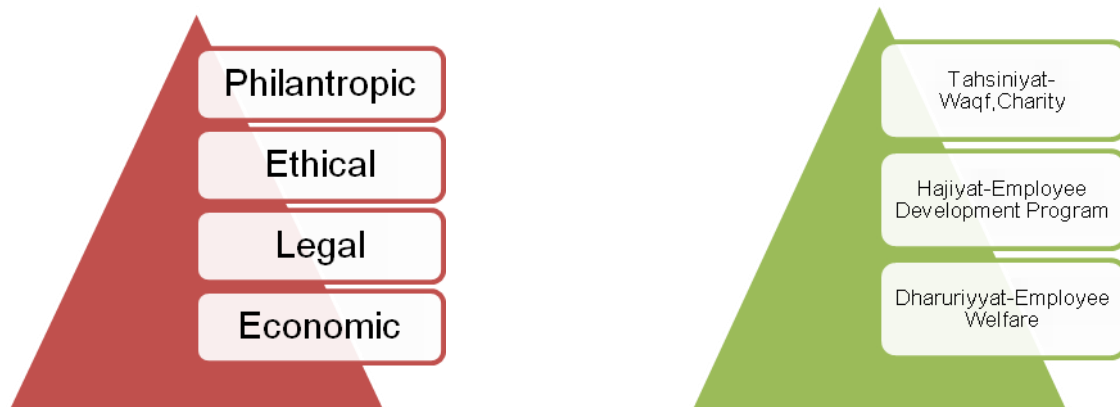 Philantropic
Ethical
Legal
Economic
Tahsiniyat-
Waqf,Charity
Hajiyat-Employee
Development Program
Dharuriyyat-Employee
Welfare